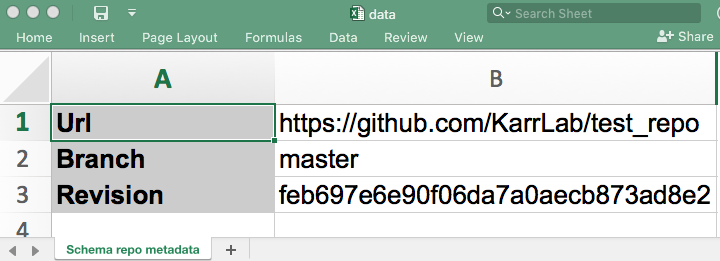 data
Search Sheet
Home Insert Page Layout Formulas Data Review View Share
A B
1 Url https://github.com/KarrLab/test_repo
2 Branch master
3 Revision feb697e6e90f06da7a0aecb873ad8e2
4
Schema repo metadata +